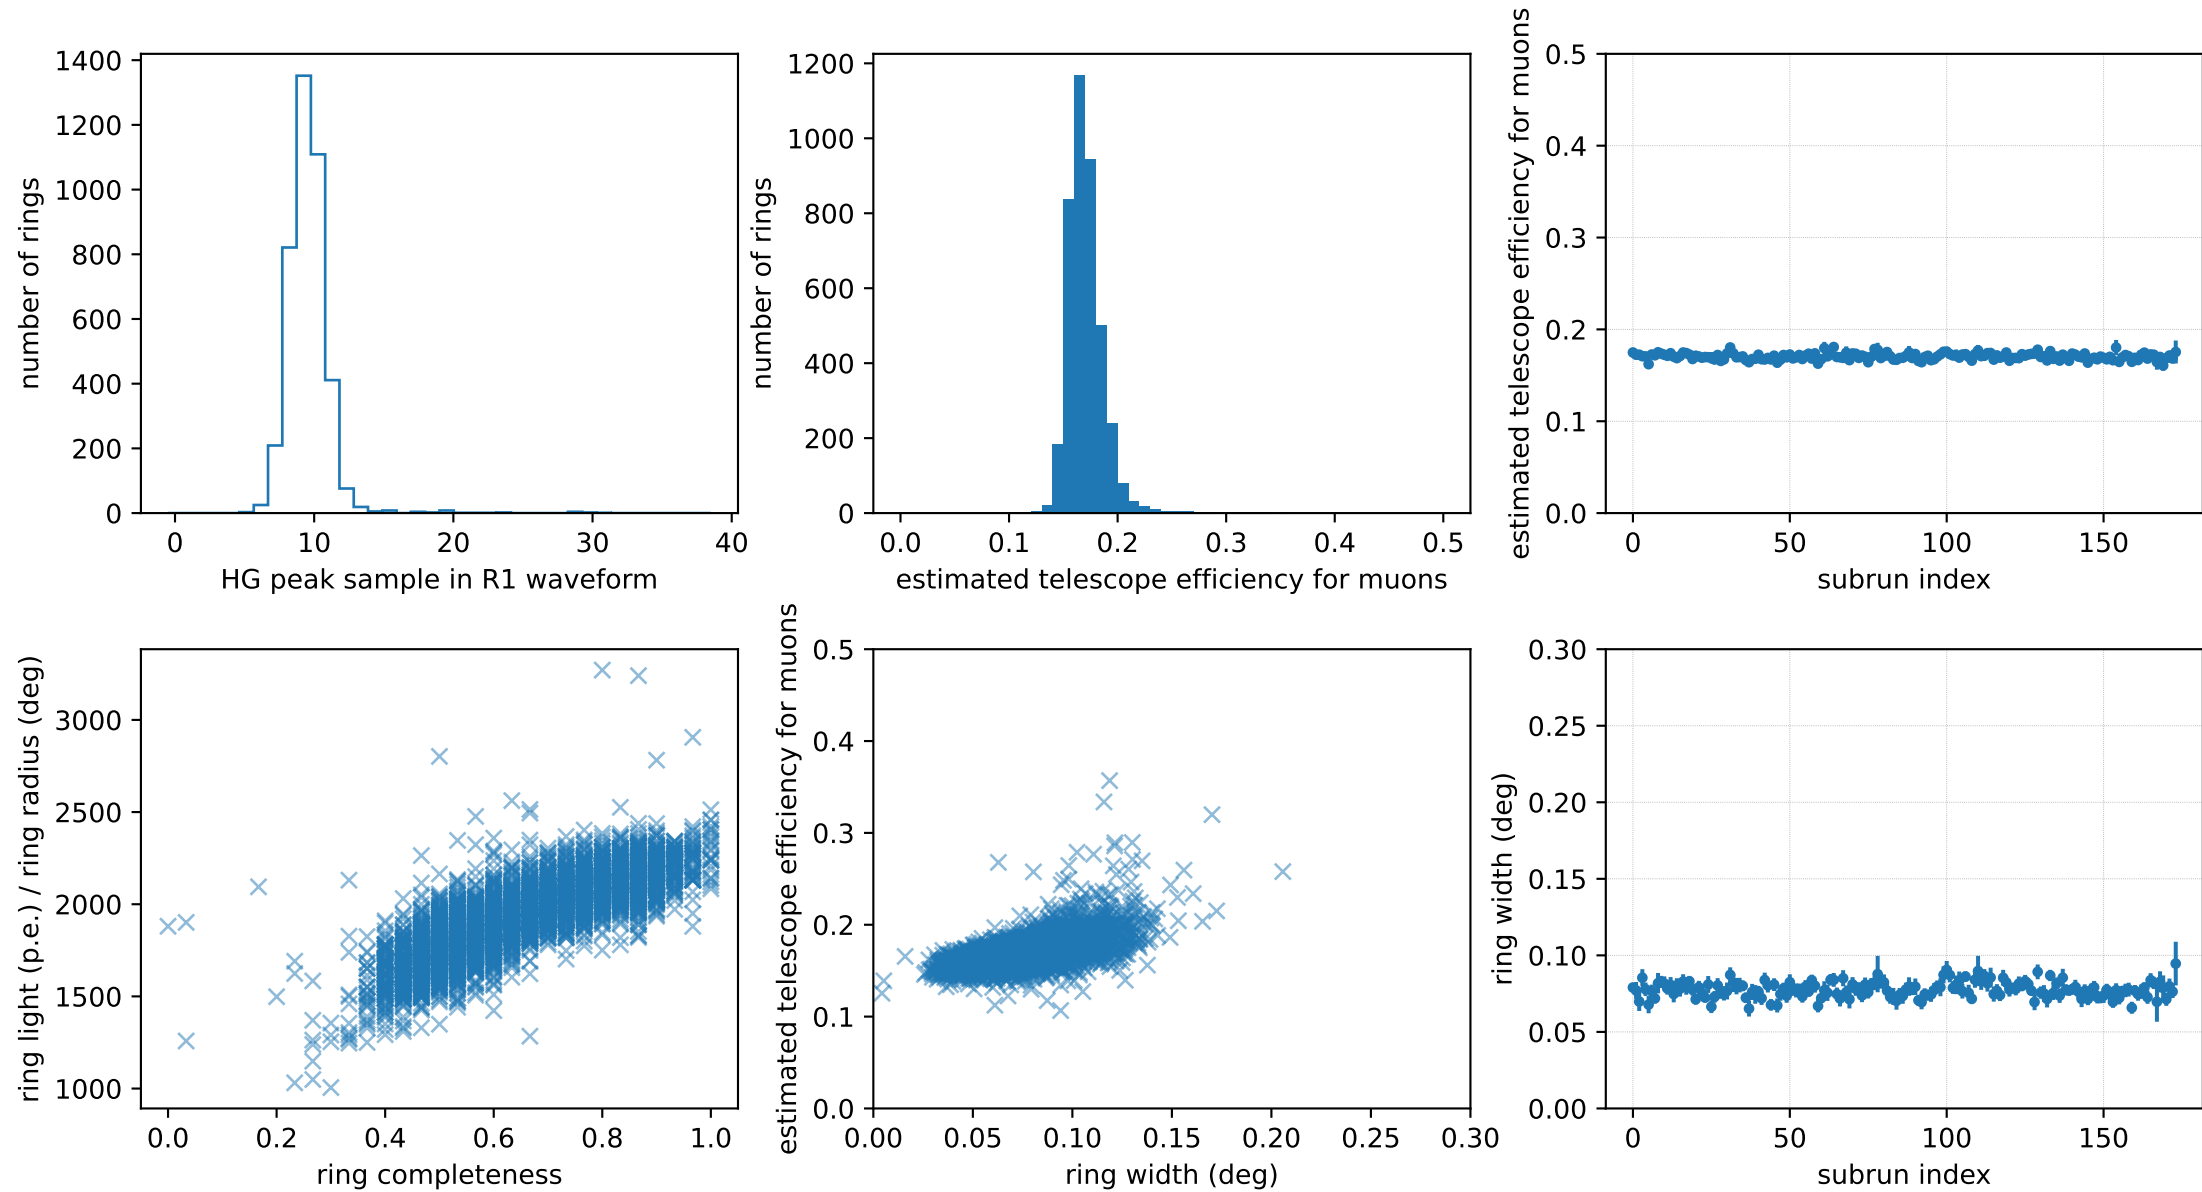 number of rings
1400
1200
1000
800
600
400
200
0
0 10 20 30 40
HG peak sample in R1 waveform
number of rings
1200
1000
800
600
400
200
0
0.0 0.1 0.2 0.3 0.4 0.5
estimated telescope efficiency for muons
estimated telescope efficiency for muons
0.5
0.4
0.3
0.2
0.1
0.0
0 50 100 150
subrun index
ring light (p.e.) / ring radius (deg)
3000
2500
2000
1500
1000
0.0 0.2 0.4 0.6 0.8 1.0
ring completeness
estimated telescope efficiency for muons
0.5
0.4
0.3
0.2
0.1
0.0
0.00 0.05 0.10 0.15 0.20 0.25 0.30
ring width (deg)
ring width (deg)
0.30
0.25
0.20
0.15
0.10
0.05
0.00
0 50 100 150
subrun index